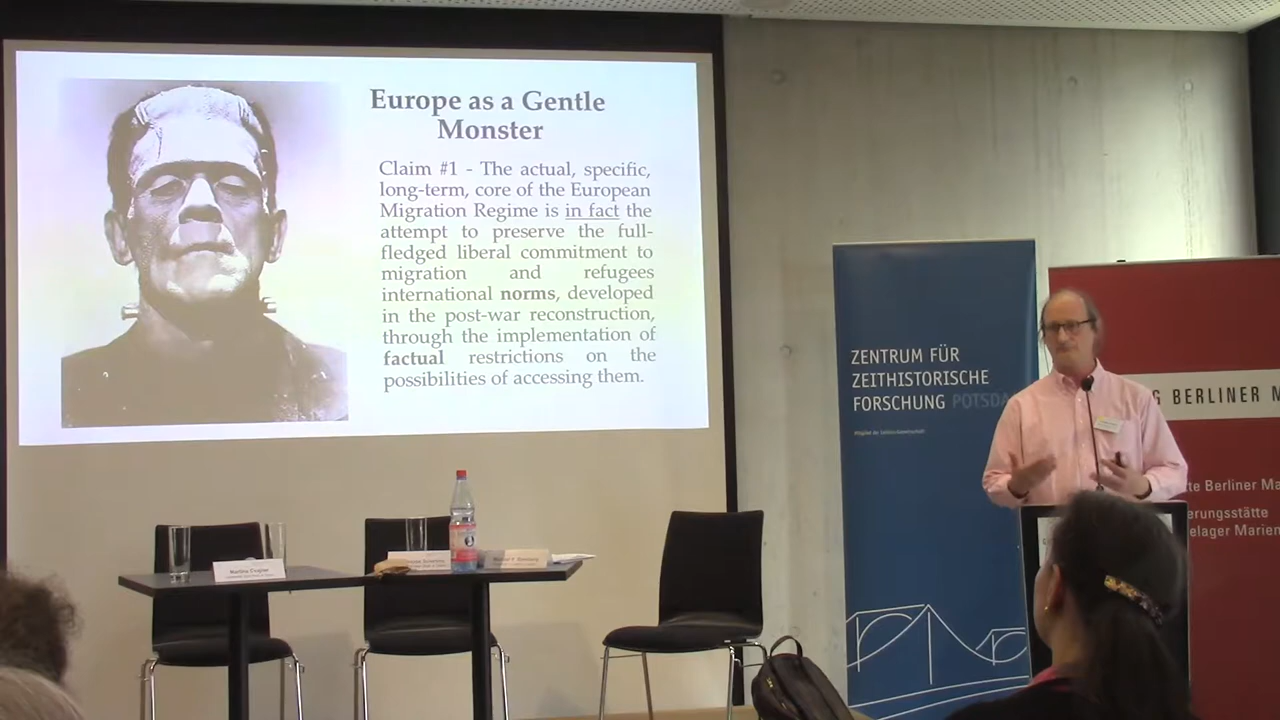 Europe as a Gentle
Monster
Claim #1 - The actual, specific,
long-term, core of the European
Migration Regime is in fact the
attempt to preserve the full-
fledged liberal commitment to
migration and refugees
international norms, developed
in the post-war reconstruction,
through the implementation of
factual restrictions on the
possibilities of accessing them.
ZENTRUM FÜR
ZEITHISTORISCHE
FORSCHUNG POTSDA
G BERLINER M
tte Berliner Ma
erungsstätte
elager Marien